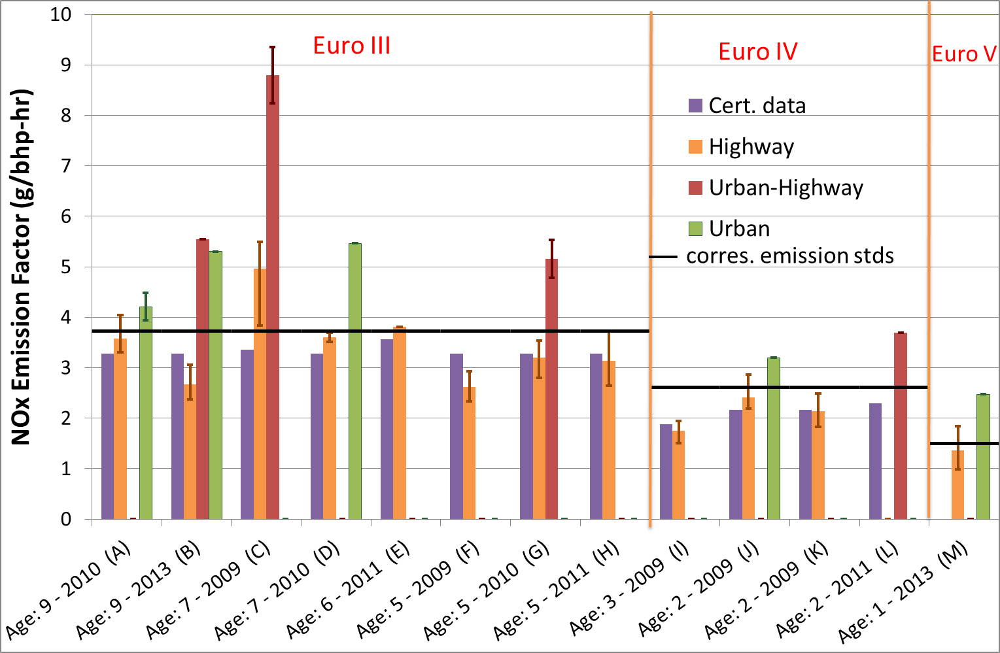 NOx Emission Factor (g/bhp-hr)
10
9
8
7
6
5
4
3
2
1
0
Euro III
Euro IV
Euro V
Cert. data
Highway
Urban-Highway
Urban
corres. emission stds
Age: 9 - 2010 (A)
Age: 9 - 2013 (B)
Age: 7 - 2009 (C)
Age: 7 - 2010 (D)
Age: 6 - 2011 (E)
Age: 5 - 2009 (F)
Age: 5 - 2010 (G)
Age: 5 - 2011 (H)
Age: 3 - 2009 (I)
Age: 2 - 2009 (J)
Age: 2 - 2009 (K)
Age: 2 - 2011 (L)
Age: 1 - 2013 (M)